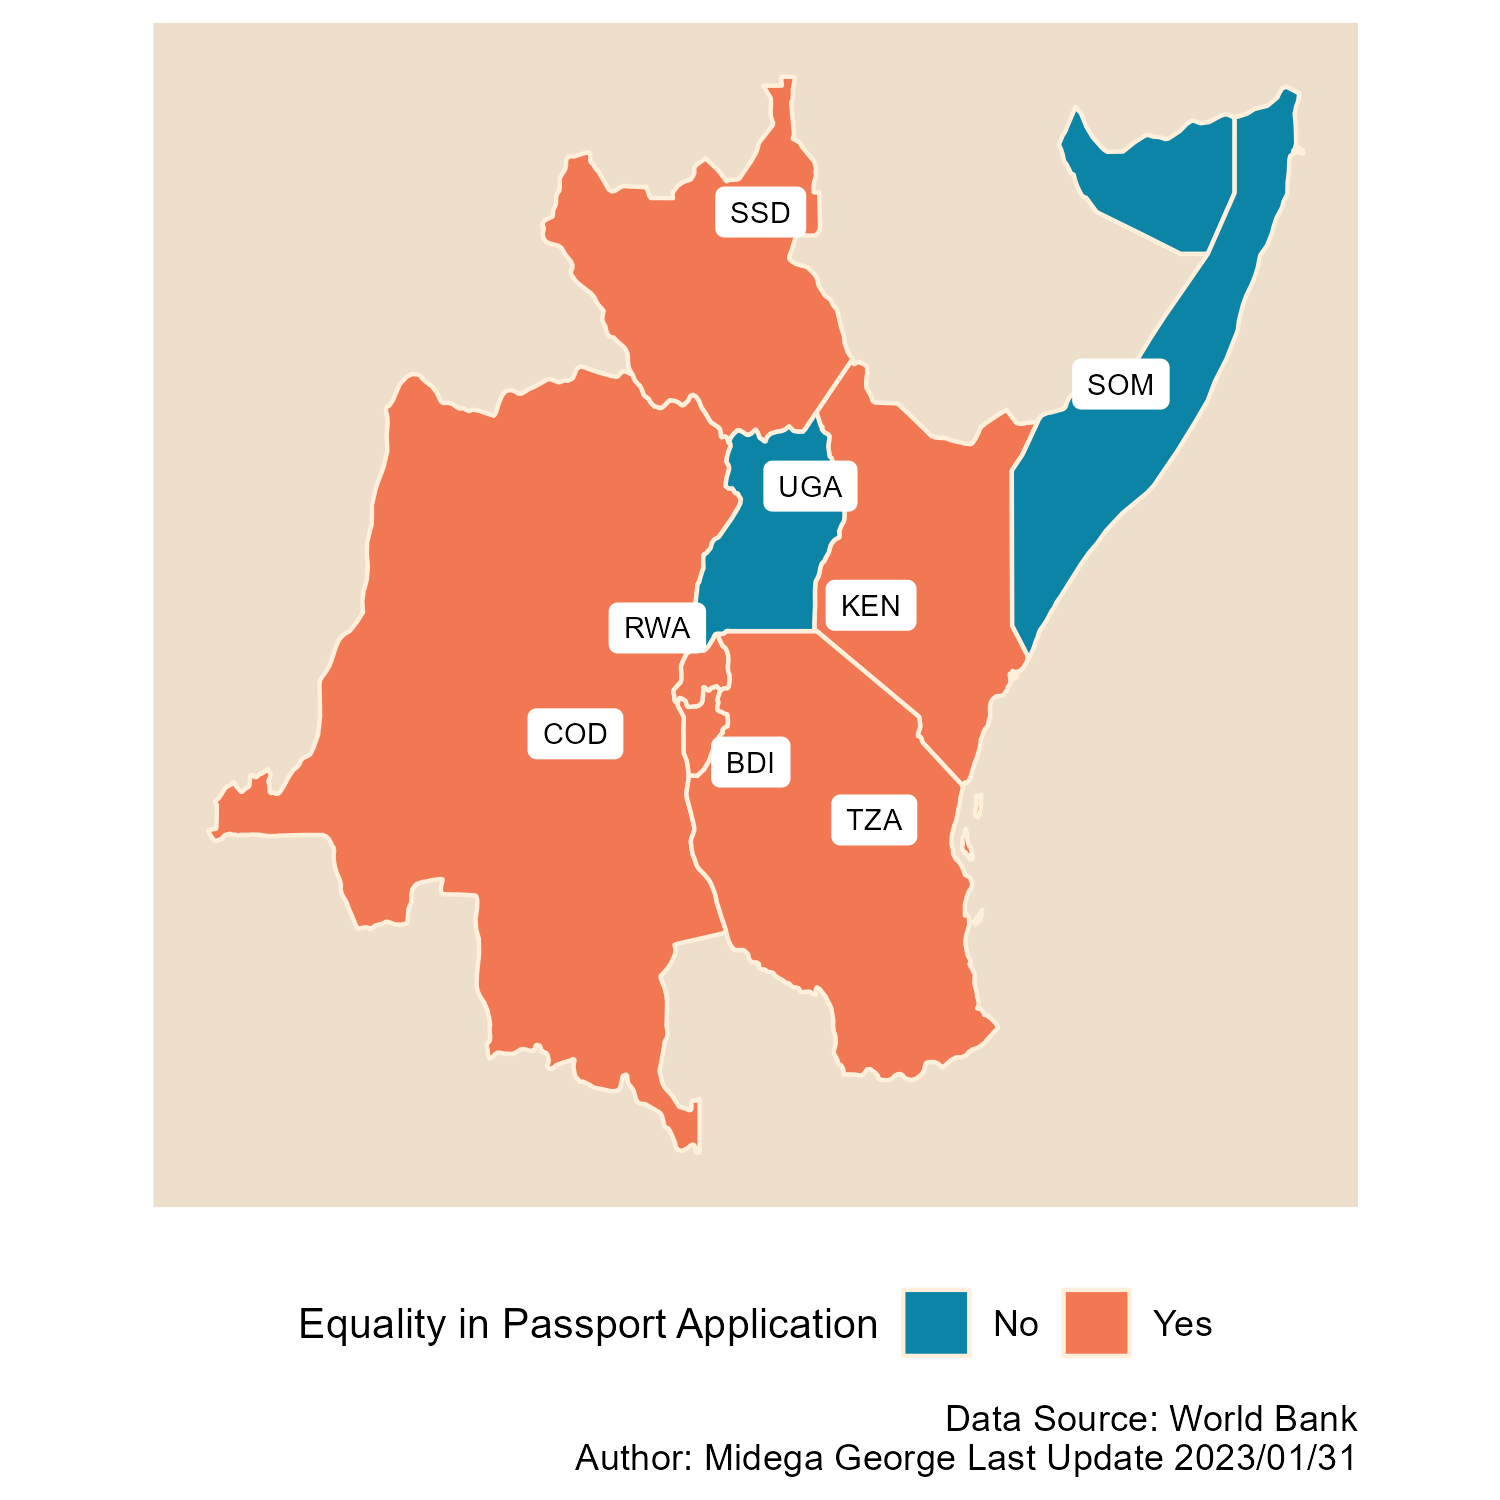 SSD
SOM
UGA
KEN
RWA
COD
BDI
TZA
Equality in Passport Application No Yes
Data Source: World Bank
Author: Midega George Last Update 2023/01/31